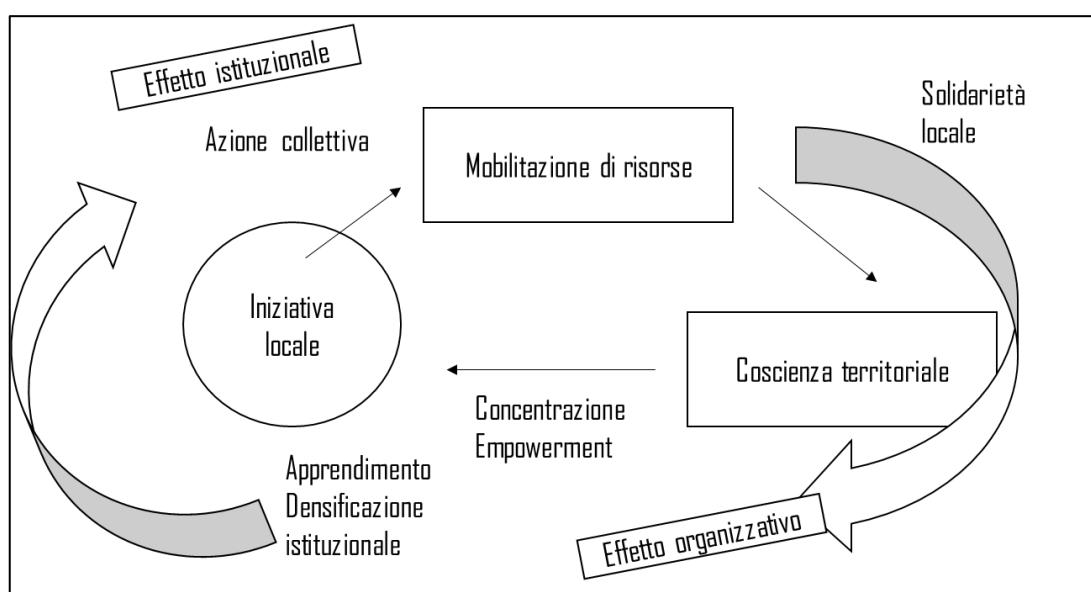 Effetto istituzionale
Solidarietà
locale
Azione collettiva
Mobilitazione di risorse
Iniziativa
locale
Coscienza territoriale
Concentrazione
Empowerment
Apprendimento
Densificazione
istituzionale
Effetto organizzativo